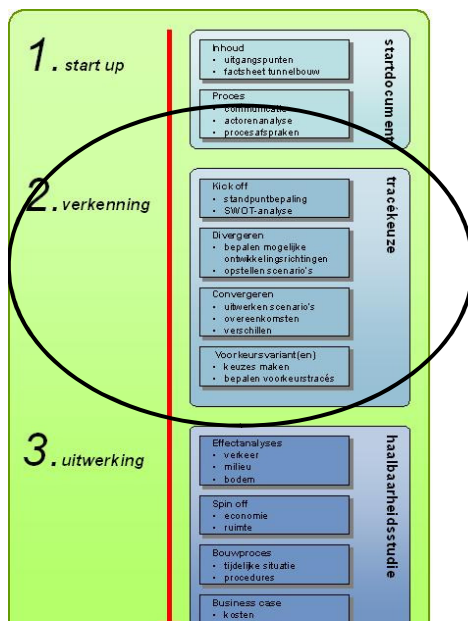 1. start up
startdocument
Inhoud
• uitgangspunten
• factsheet tunnelbouw
Proces
• communicatie
• actorenanalyse
• procesafspraken
2. verkenning
tracékeuze
Kick off
• standpuntbepaling
• SWOT-analyse
Divergeren
• bepalen mogelijke
ontwikkelingsrichtingen
• opstellen scenario's
Convergeren
• uitwerken scenario's
• overeenkomsten
• verschillen
Voorkeursvariant(en)
• keuzes maken
• bepalen voorkeurstracés
3. uitwerking
haalbaarheidsstudie
Effectanalyses
• verkeer
• milieu
• bodem
Spin off
• economie
• ruimte
Bouwproces
• tijdelijke situatie
• procedures
Business case
• kosten